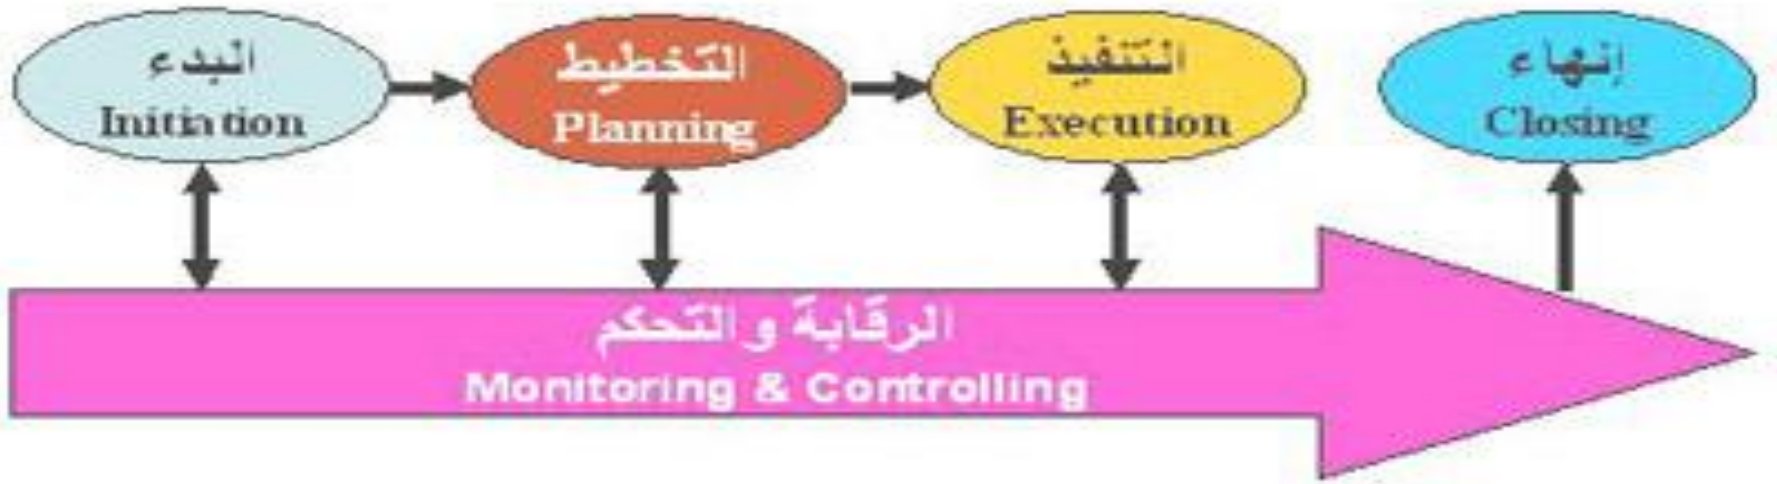 البدء
Initiation
التخطيط
Planning
التنفيذ
Execution
إنهاء
Closing
الرقابة والتحكم
Monitoring & Controlling